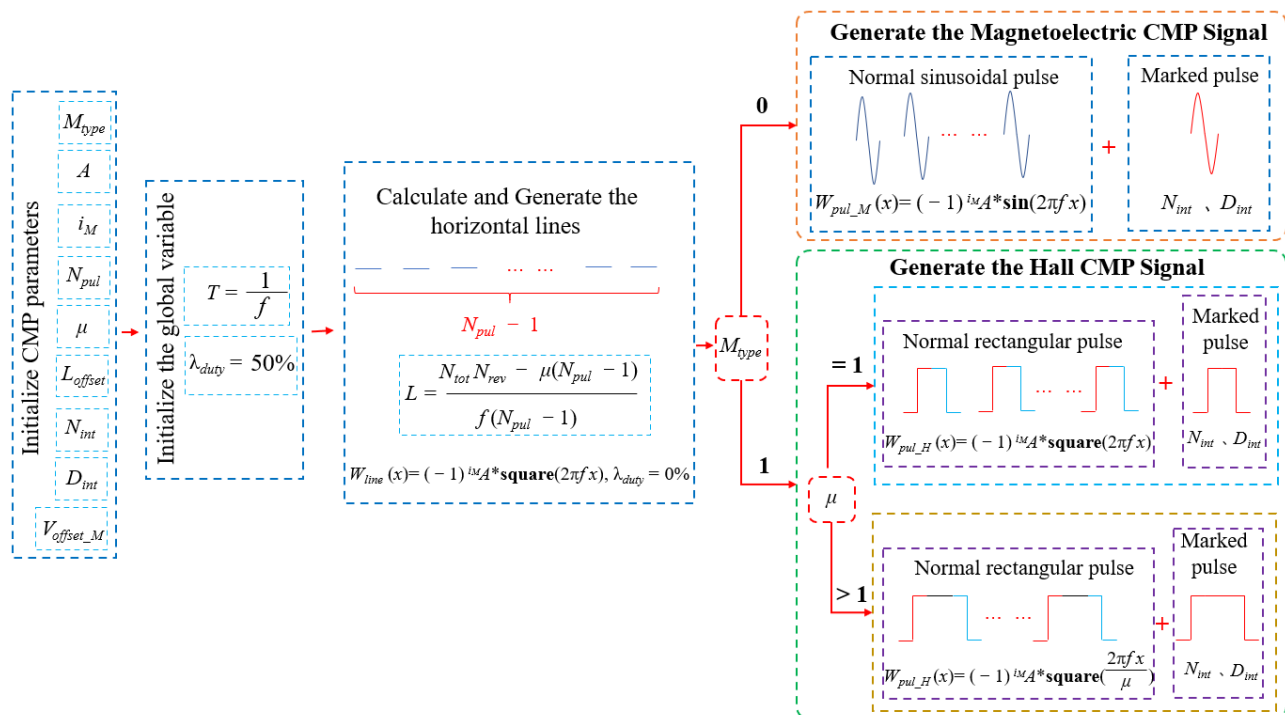 Initialize CMP parameters
M_type
A
i_M
N_pul
μ
L_offset
N_int
D_int
V_offset_M
Initialize the global variable
T = 1/f
λ_duty = 50%
Calculate and Generate the
horizontal lines
... ...
N_pul − 1
L = (N_tot N_rev − μ(N_pul − 1)) / (f(N_pul − 1))
W_line (x)= ( − 1) ^i_M A*square(2πfx), λ_duty = 0%
M_type
0
1
Generate the Magnetoelectric CMP Signal
Normal sinusoidal pulse
... ...
W_pul_M (x)= ( − 1) ^i_M A*sin(2πfx)
+
Marked pulse
N_int 、 D_int
Generate the Hall CMP Signal
μ
= 1
> 1
Normal rectangular pulse
... ...
W_pul_H (x)= ( − 1) ^i_M A*square(2πfx)
+
Marked
pulse
N_int 、 D_int
Normal rectangular pulse
... ...
W_pul_H (x)= ( − 1) ^i_M A*square(2πfx/μ)
+
Marked
pulse
N_int 、 D_int